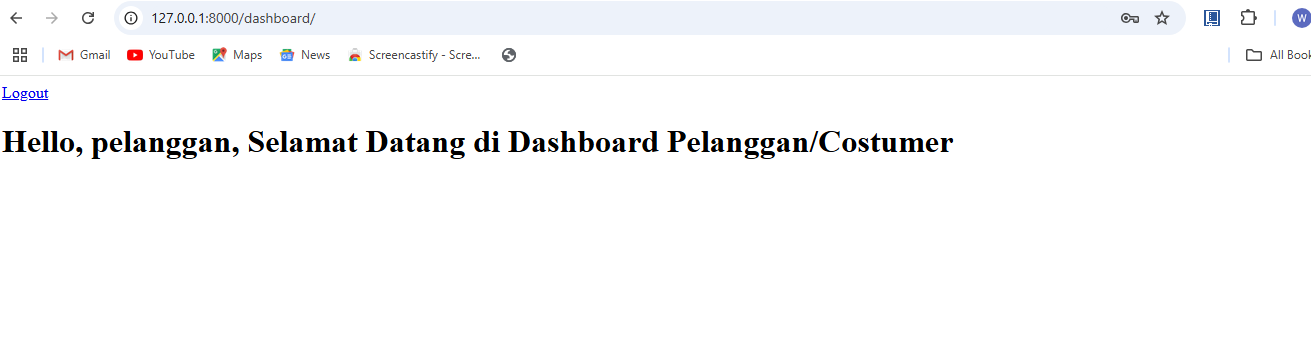 127.0.0.1:8000/dashboard/
W
Gmail YouTube Maps News Screencastify - Scre... All Book
Logout
Hello, pelanggan, Selamat Datang di Dashboard Pelanggan/Costumer